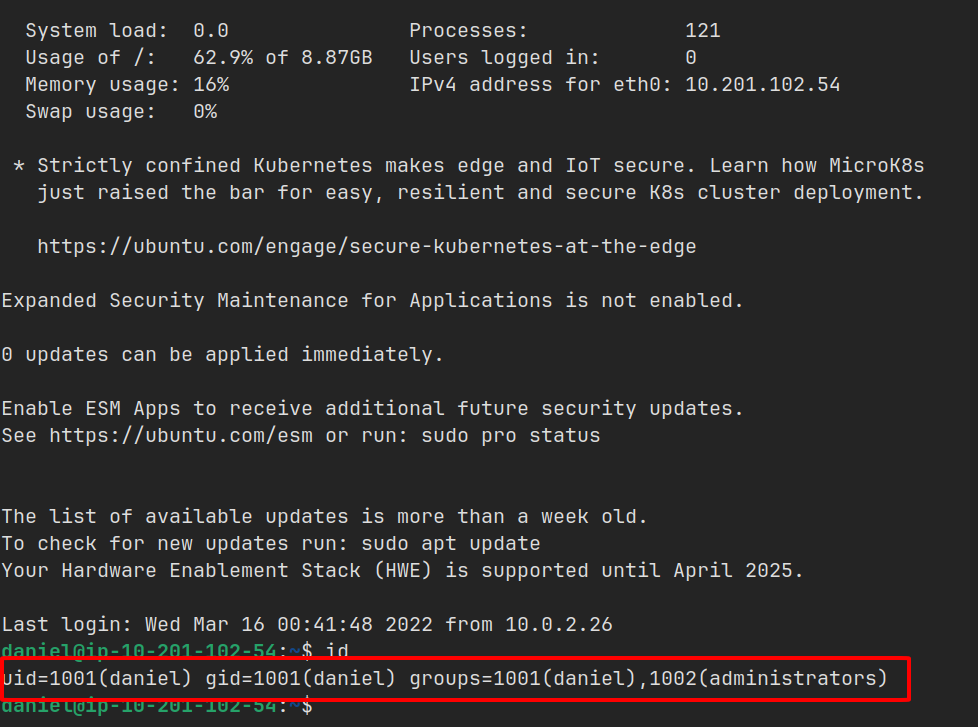 System load: 0.0 Processes: 121
Usage of /: 62.9% of 8.87GB Users logged in: 0
Memory usage: 16% IPv4 address for eth0: 10.201.102.54
Swap usage: 0%
* Strictly confined Kubernetes makes edge and IoT secure. Learn how MicroK8s
just raised the bar for easy, resilient and secure K8s cluster deployment.
https://ubuntu.com/engage/secure-kubernetes-at-the-edge
Expanded Security Maintenance for Applications is not enabled.
0 updates can be applied immediately.
Enable ESM Apps to receive additional future security updates.
See https://ubuntu.com/esm or run: sudo pro status
The list of available updates is more than a week old.
To check for new updates run: sudo apt update
Your Hardware Enablement Stack (HWE) is supported until April 2025.
Last login: Wed Mar 16 00:41:48 2022 from 10.0.2.26
daniel@ip-10-201-102-54:~$ id
uid=1001(daniel) gid=1001(daniel) groups=1001(daniel),1002(administrators)
daniel@ip-10-201-102-54:~$